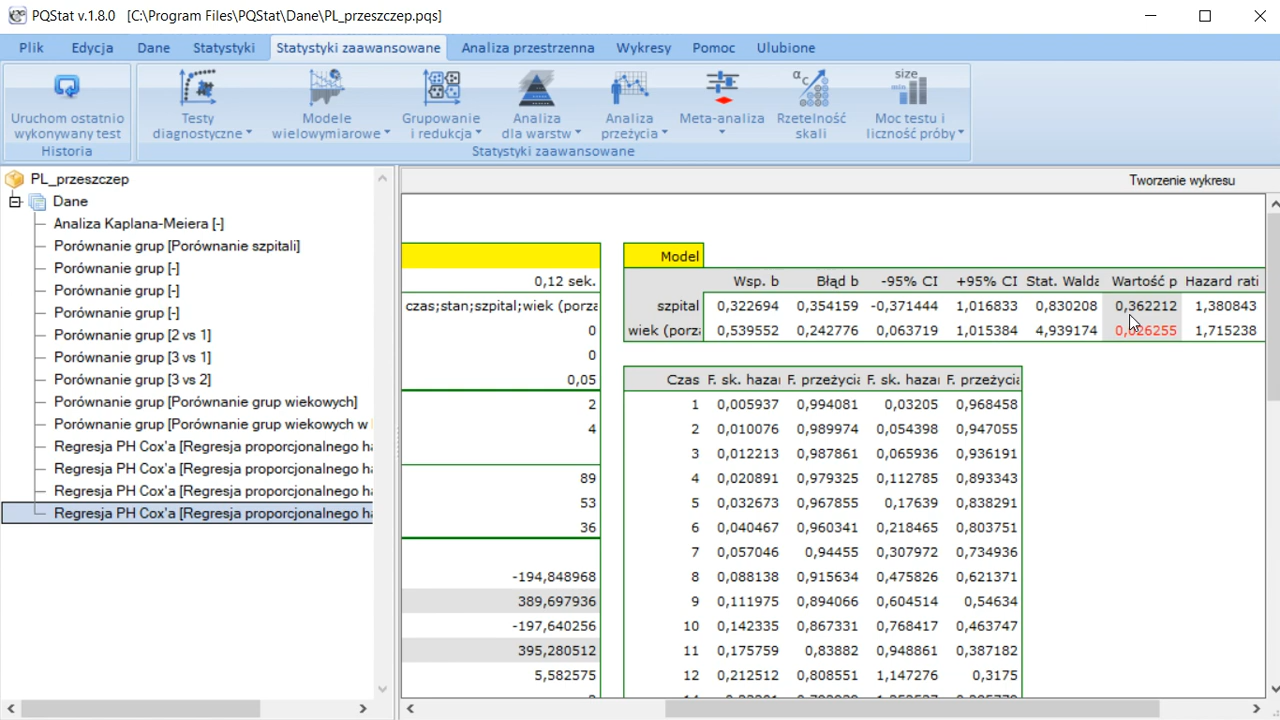 PQStat v.1.8.0 [C:\Program Files\PQStat\Dane\PL_przeszczep.pqs]
Plik Edycja Dane Statystyki Statystyki zaawansowane Analiza przestrzenna Wykresy Pomoc Ulubione
Uruchom ostatnio wykonywany test
Historia
Testy diagnostyczne
Modele wielowymiarowe
Grupowanie i redukcja
Analiza dla warstw
Analiza przeżycia
Meta-analiza
Rzetelność skali
size
min
Moc testu i liczność próby
Statystyki zaawansowane
PL_przeszczep
Dane
Analiza Kaplana-Meiera [-]
Porównanie grup [Porównanie szpitali]
Porównanie grup [-]
Porównanie grup [-]
Porównanie grup [-]
Porównanie grup [2 vs 1]
Porównanie grup [3 vs 1]
Porównanie grup [3 vs 2]
Porównanie grup [Porównanie grup wiekowych]
Porównanie grup [Porównanie grup wiekowych w
Regresja PH Cox'a [Regresja proporcjonalnego ha
Regresja PH Cox'a [Regresja proporcjonalnego ha
Regresja PH Cox'a [Regresja proporcjonalnego ha
Regresja PH Cox'a [Regresja proporcjonalnego ha
Tworzenie wykresu
0,12 sek.
czas;stan;szpital;wiek (porza
0
0
0,05
2
4
89
53
36
-194,848968
389,697936
-197,640256
395,280512
5,582575
Model
Wsp. b Błąd b -95% CI +95% CI Stat. Walda Wartość p Hazard rati
szpital 0,322694 0,354159 -0,371444 1,016833 0,830208 0,362212 1,380843
wiek (porzą 0,539552 0,242776 0,063719 1,015384 4,939174 0,026255 1,715238
Czas F. sk. hazar F. przeżycia F. sk. hazar F. przeżycia
1 0,005937 0,994081 0,03205 0,968458
2 0,010076 0,989974 0,054398 0,947055
3 0,012213 0,987861 0,065936 0,936191
4 0,020891 0,979325 0,112785 0,893343
5 0,032673 0,967855 0,17639 0,838291
6 0,040467 0,960341 0,218465 0,803751
7 0,057046 0,94455 0,307972 0,734936
8 0,088138 0,915634 0,475826 0,621371
9 0,111975 0,894066 0,604514 0,54634
10 0,142335 0,867331 0,768417 0,463747
11 0,175759 0,83882 0,948861 0,387182
12 0,212512 0,808551 1,147276 0,3175